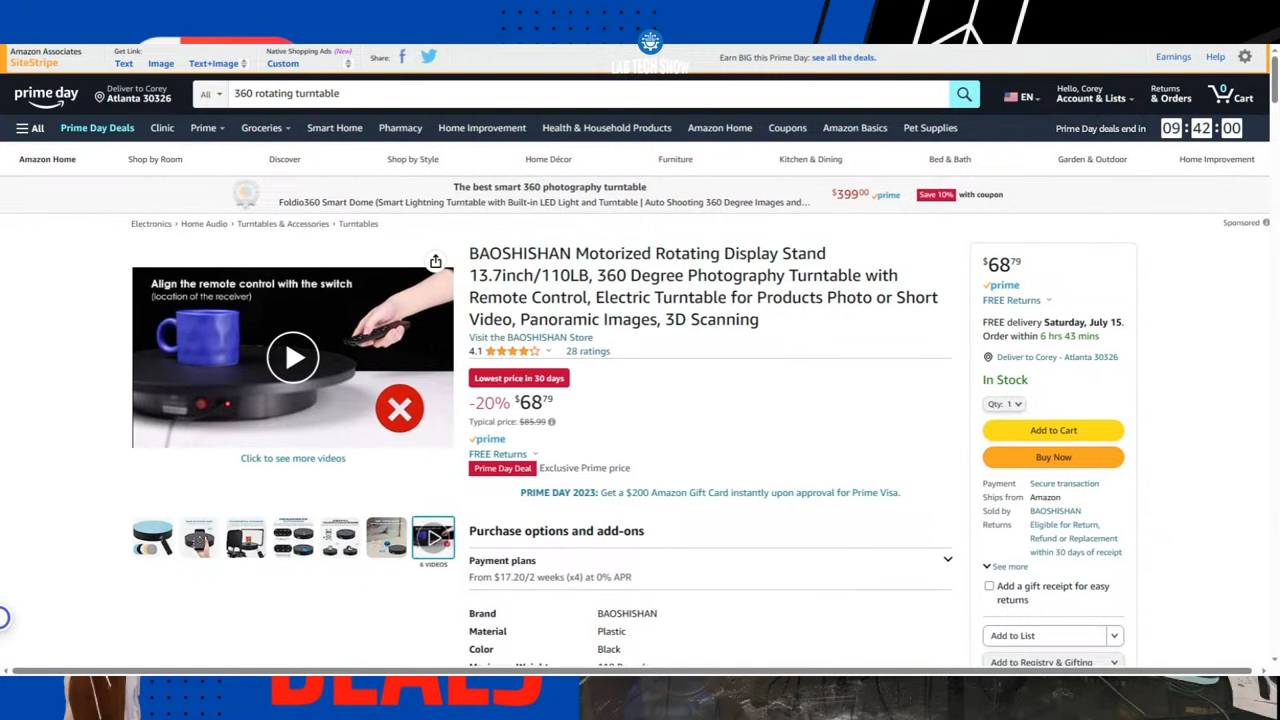 Amazon Associates
SiteStripe
Get Link:
Text
Image
Text+Image
Native Shopping Ads (New)
Custom
Share:
LAB TECH SHOW
Earn BIG this Prime Day: see all the deals.
Earnings
Help
prime day
Deliver to Corey
Atlanta 30326
All
360 rotating turntable
EN
Hello, Corey
Account & Lists
Returns
& Orders
0
Cart
All
Prime Day Deals
Clinic
Prime
Groceries
Smart Home
Pharmacy
Home Improvement
Health & Household Products
Amazon Home
Coupons
Amazon Basics
Pet Supplies
Prime Day deals end in
09:42:00
Amazon Home
Shop by Room
Discover
Shop by Style
Home Décor
Furniture
Kitchen & Dining
Bed & Bath
Garden & Outdoor
Home Improvement
The best smart 360 photography turntable
Foldio360 Smart Dome (Smart Lightning Turntable with Built-in LED Light and Turntable | Auto Shooting 360 Degree Images and...
$399.00 prime
Save 10% with coupon
Electronics › Home Audio › Turntables & Accessories › Turntables
Sponsored
Align the remote control with the switch
(location of the receiver)
Click to see more videos
6 VIDEOS
BAOSHISHAN Motorized Rotating Display Stand
13.7inch/110LB, 360 Degree Photography Turntable with
Remote Control, Electric Turntable for Products Photo or Short
Video, Panoramic Images, 3D Scanning
Visit the BAOSHISHAN Store
4.1
28 ratings
Lowest price in 30 days
-20% $68.79
Typical price: $85.99
prime
FREE Returns
Prime Day Deal Exclusive Prime price
PRIME DAY 2023: Get a $200 Amazon Gift Card instantly upon approval for Prime Visa.
Purchase options and add-ons
Payment plans
From $17.20/2 weeks (x4) at 0% APR
Brand BAOSHISHAN
Material Plastic
Color Black
$68.79
prime
FREE Returns
FREE delivery Saturday, July 15.
Order within 6 hrs 43 mins
Deliver to Corey - Atlanta 30326
In Stock
Qty: 1
Add to Cart
Buy Now
Payment Secure transaction
Ships from Amazon
Sold by BAOSHISHAN
Returns Eligible for Return,
Refund or Replacement
within 30 days of receipt
See more
Add a gift receipt for easy
returns
Add to List
Add to Registry & Gifting
DEALS